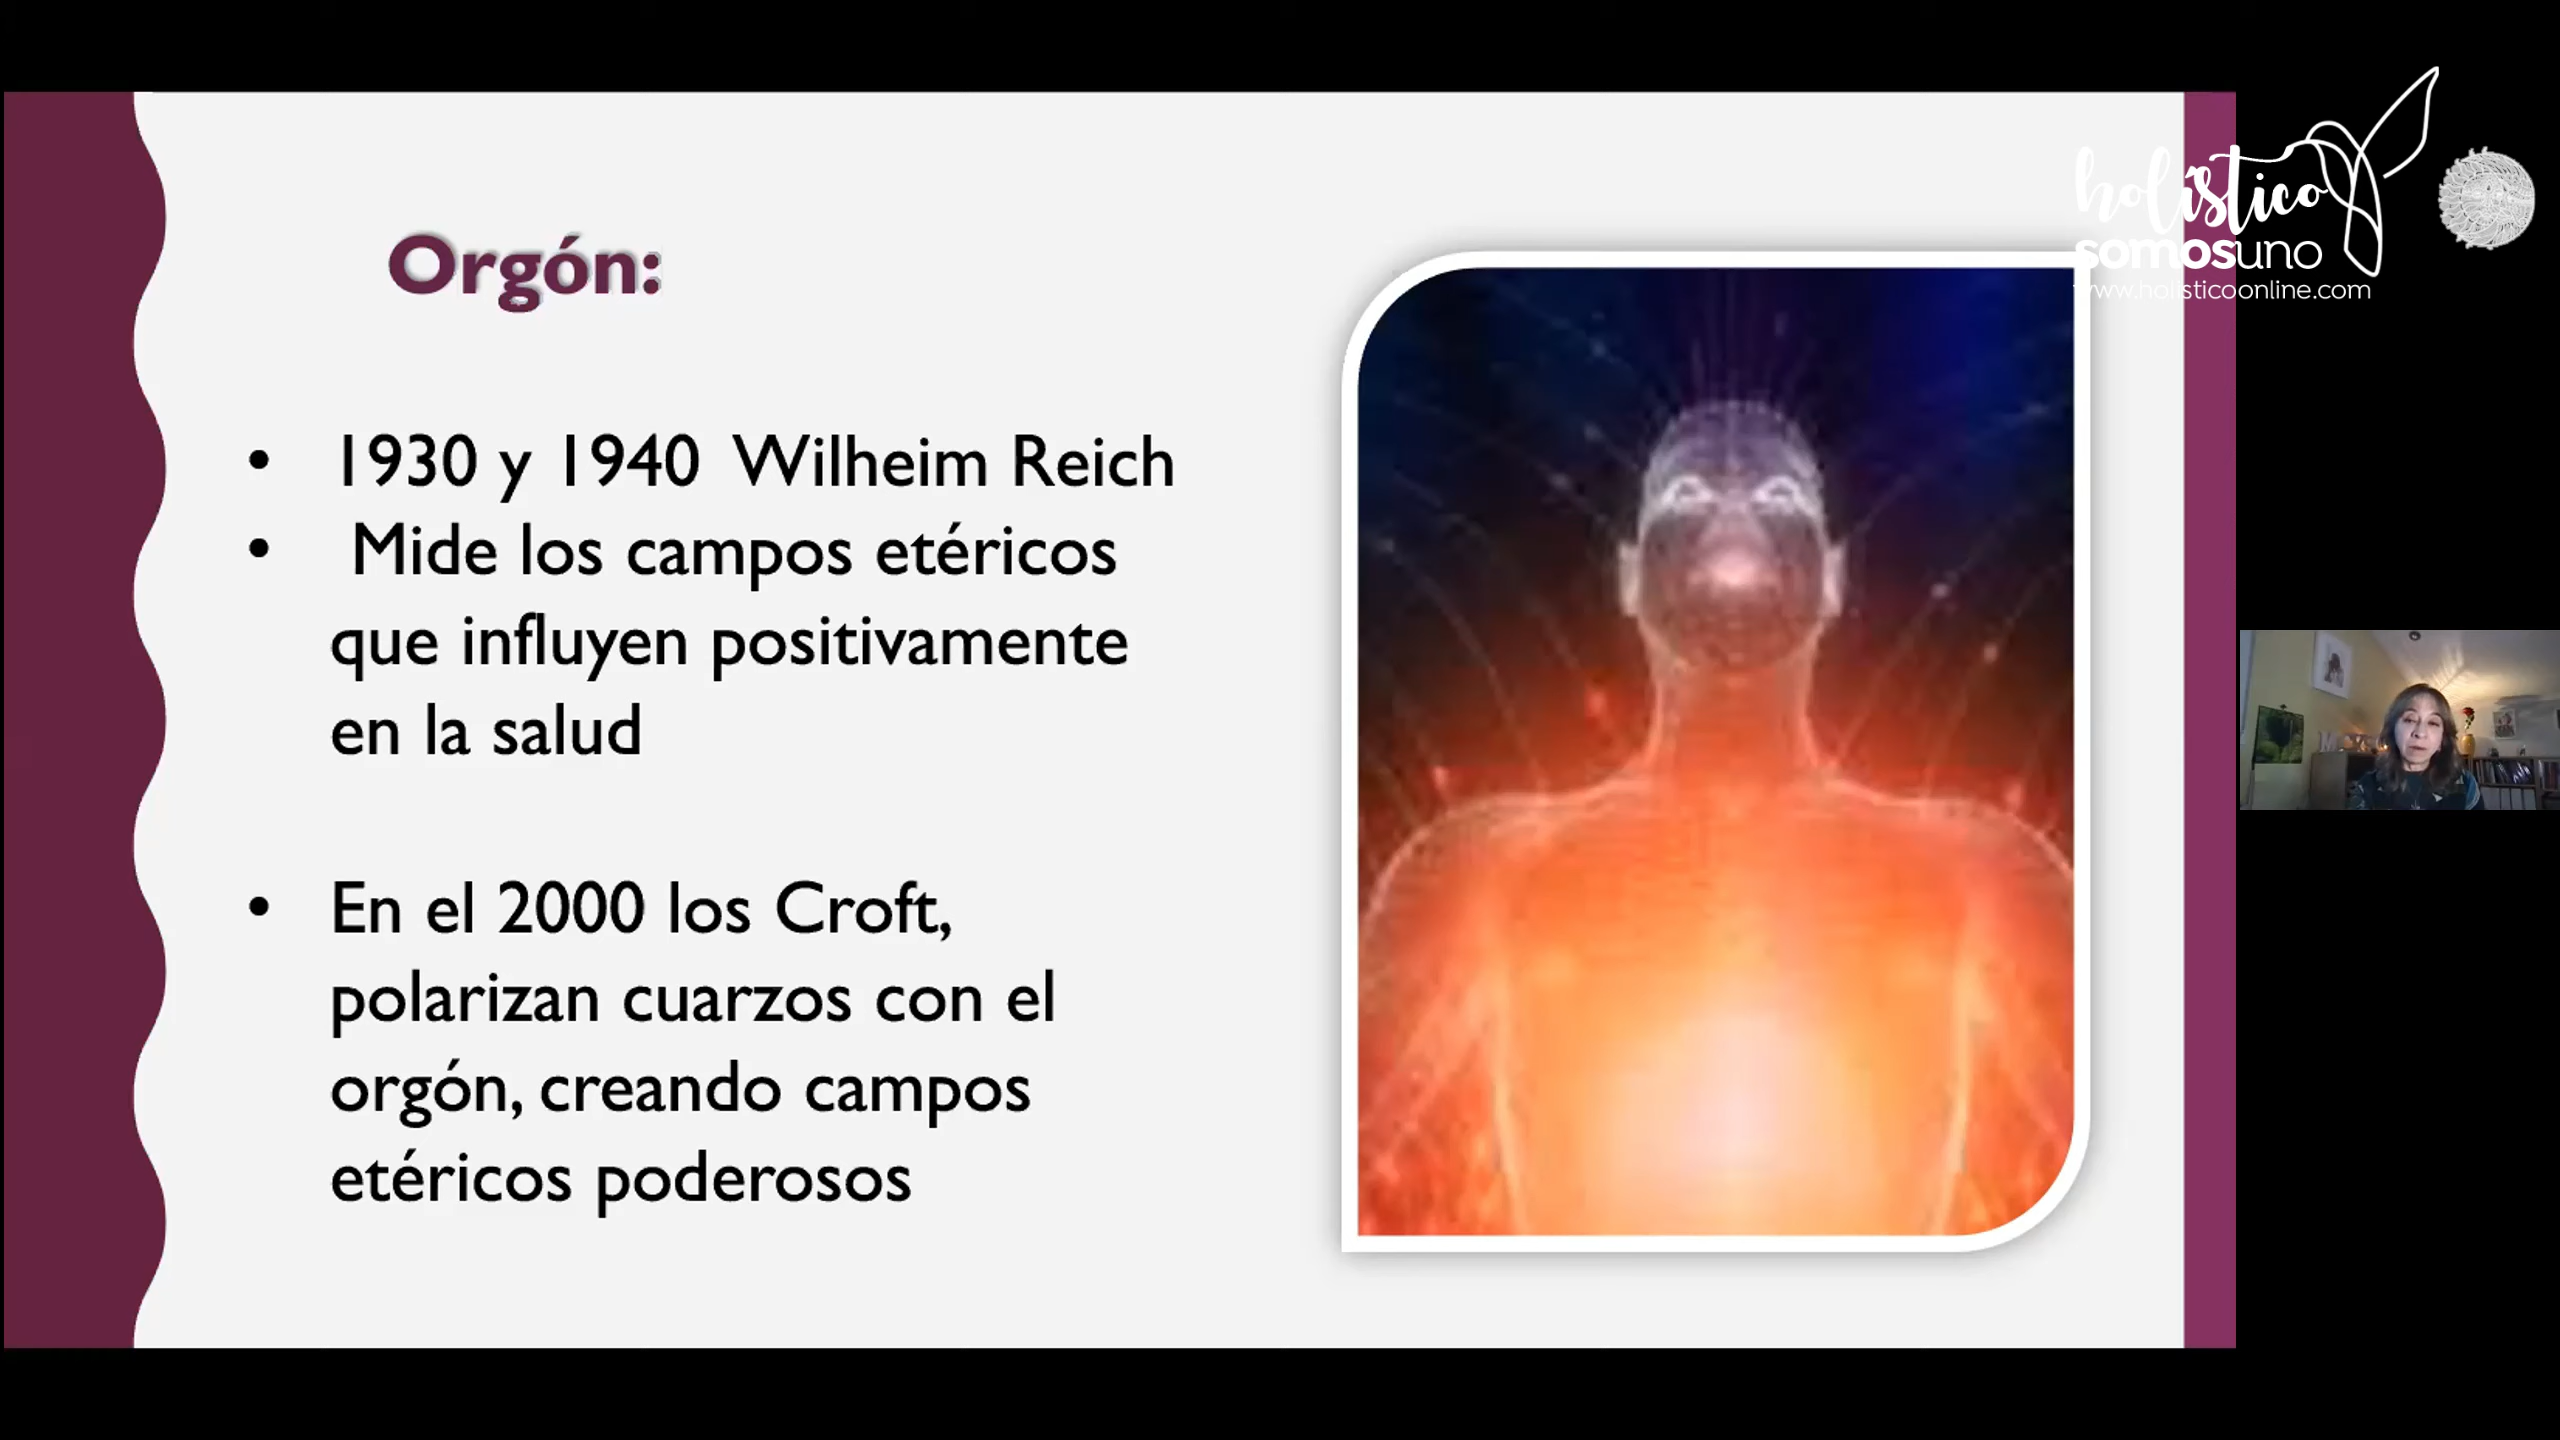 holístico
somosuno
www.holisticoonline.com
Orgón:
• 1930 y 1940 Wilheim Reich
• Mide los campos etéricos
que influyen positivamente
en la salud
• En el 2000 los Croft,
polarizan cuarzos con el
orgón, creando campos
etéricos poderosos